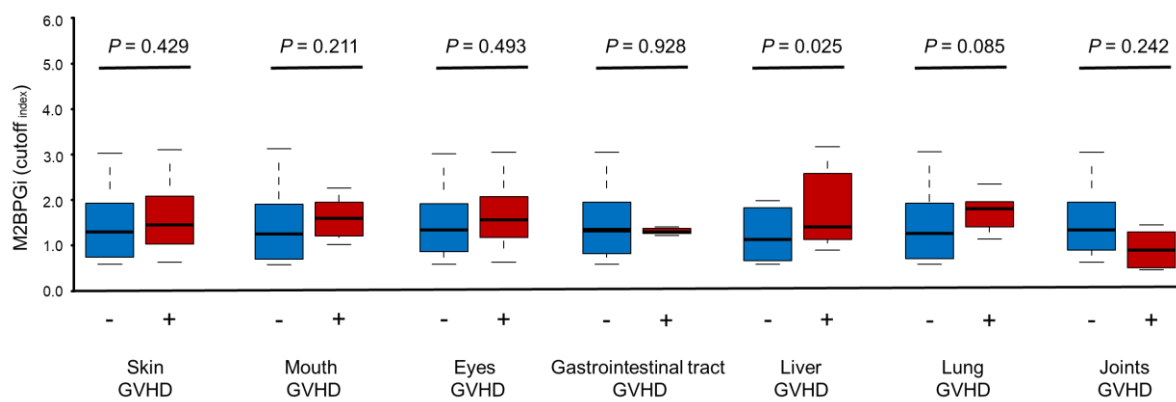 M2BPGi (cutoff index)
6.0
5.0
4.0
3.0
2.0
1.0
0.0
P = 0.429
P = 0.211
P = 0.493
P = 0.928
P = 0.025
P = 0.085
P = 0.242
- + - + - + - + - + - + - +
Skin
GVHD
Mouth
GVHD
Eyes
GVHD
Gastrointestinal tract
GVHD
Liver
GVHD
Lung
GVHD
Joints
GVHD